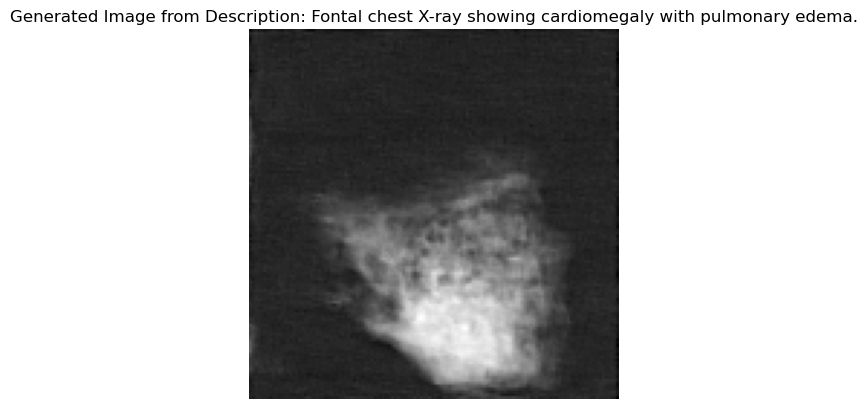 Generated Image from Description: Fontal chest X-ray showing cardiomegaly with pulmonary edema.